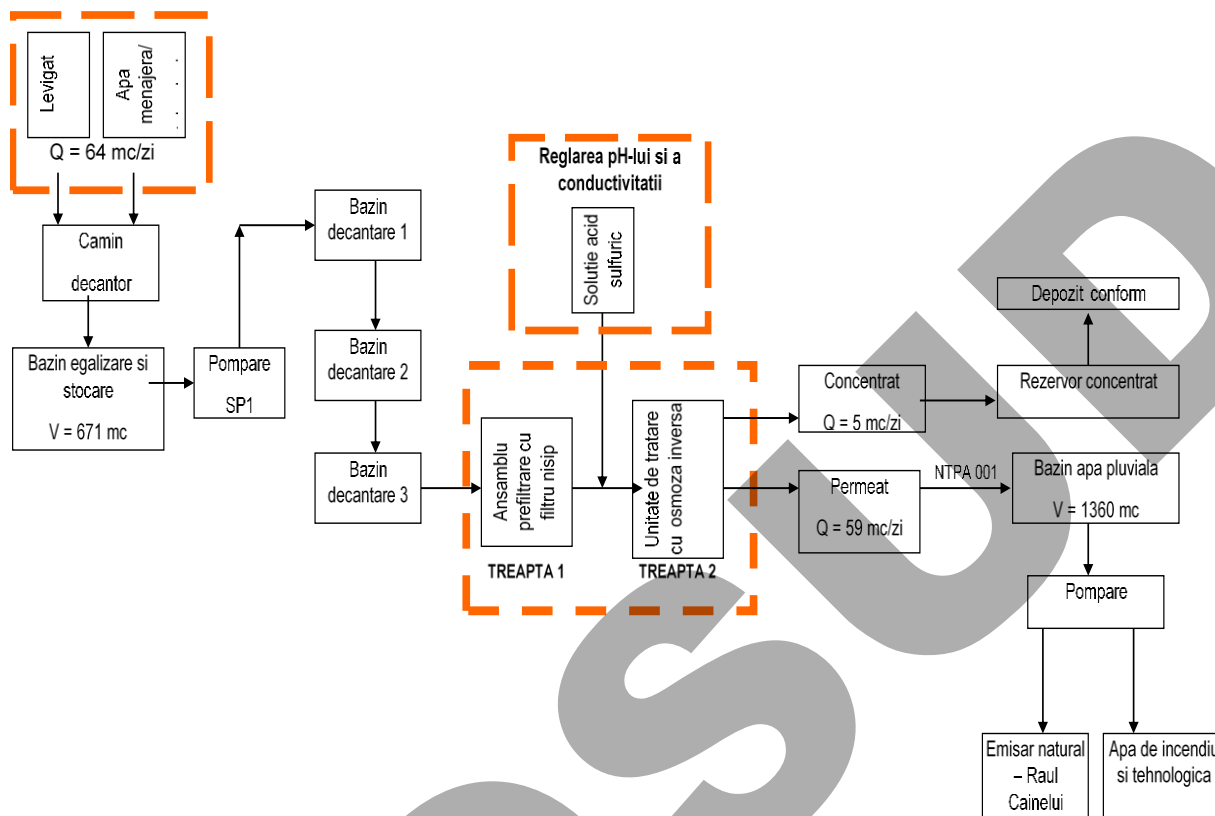 Levigat
Apa
menajera/
Q = 64 mc/zi
Camin
decantor
Bazin egalizare si
stocare
V = 671 mc
Pompare
SP1
Bazin
decantare 1
Bazin
decantare 2
Bazin
decantare 3
Reglarea pH-lui si a
conductivitatii
Solutie acid
sulfuric
Ansamblu
prefiltrare cu
filtru nisip
TREAPTA 1
Unitate de tratare
cu osmoza inversa
TREAPTA 2
Concentrat
Q = 5 mc/zi
Rezervor concentrat
Depozit conform
Permeat
Q = 59 mc/zi
NTPA 001
Bazin apa pluviala
V = 1360 mc
Pompare
Emisar natural
– Raul
Cainelui
Apa de incendiu
si tehnologica